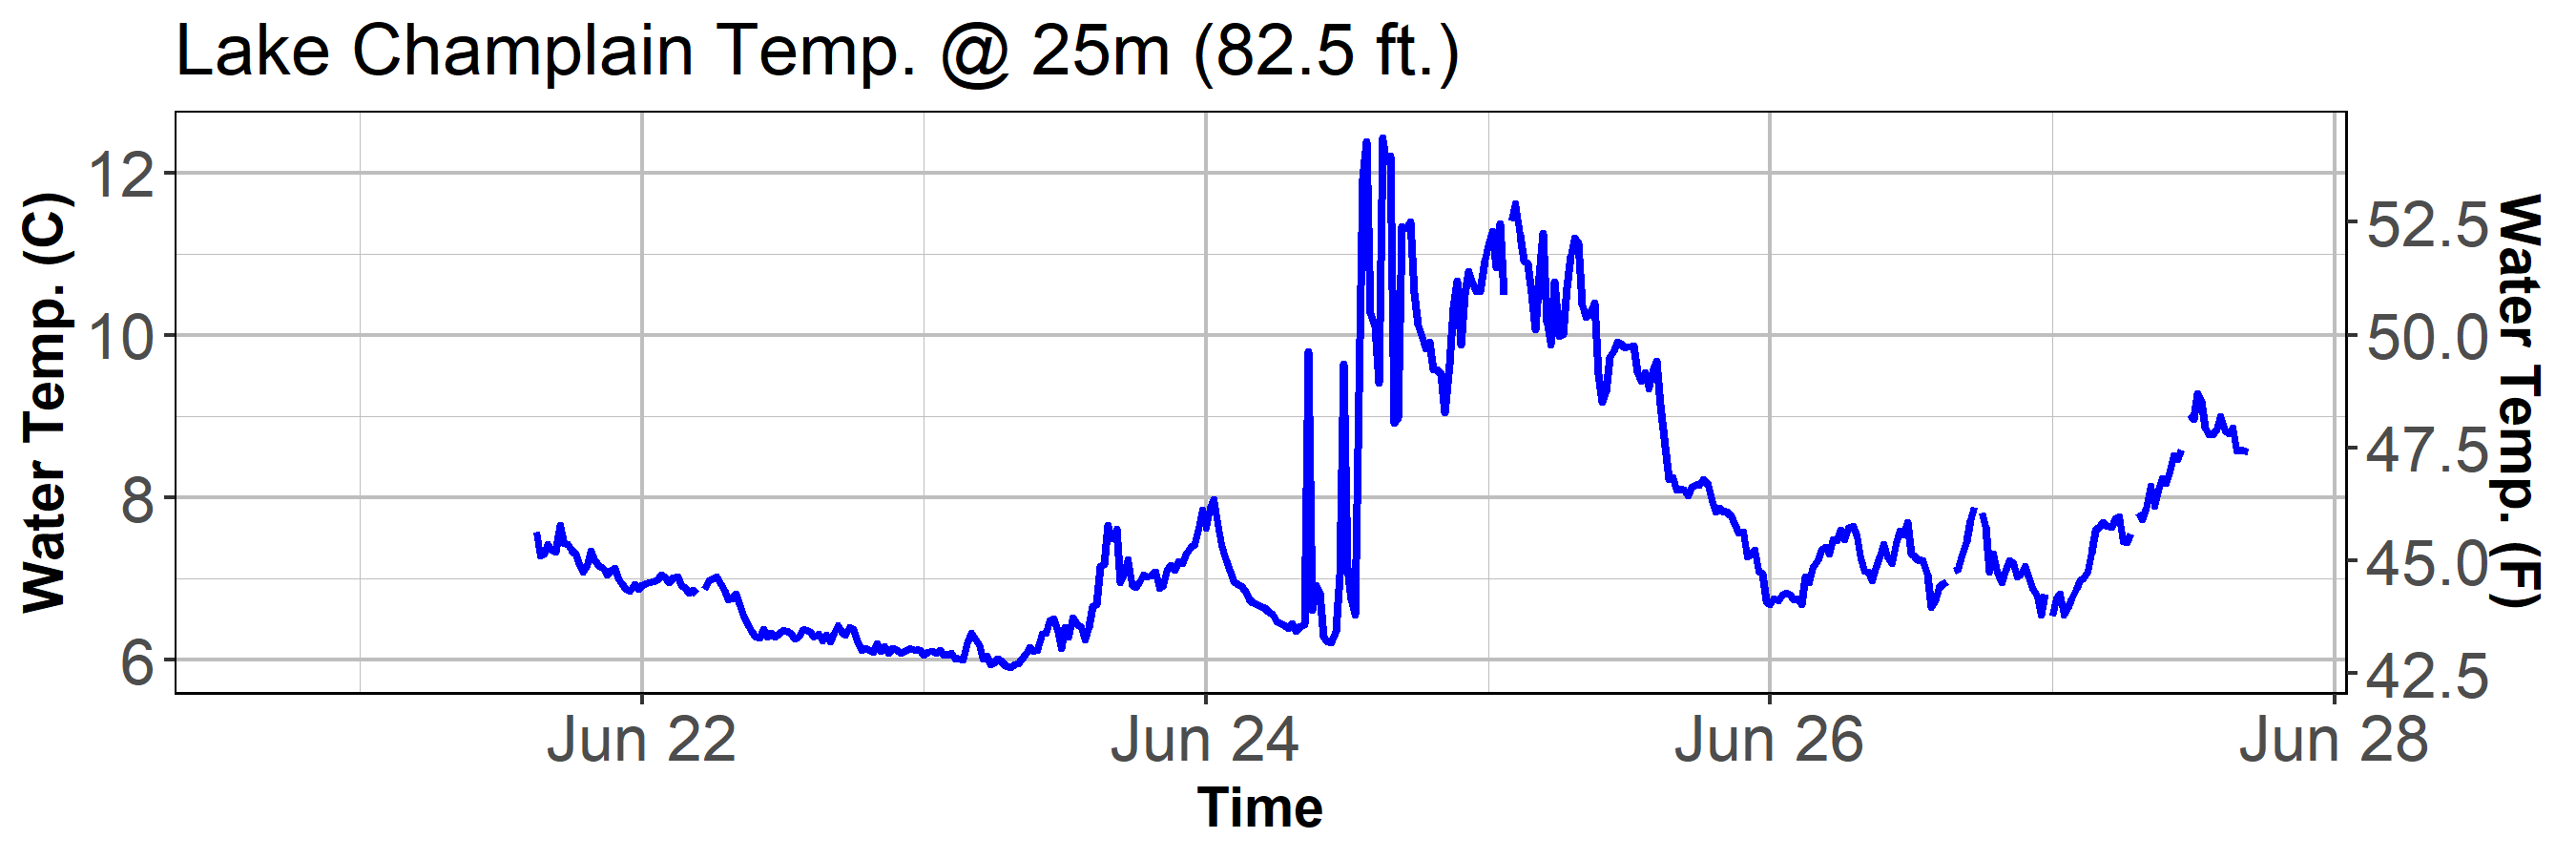 Lake Champlain Temp. @ 25m (82.5 ft.)
Water Temp. (C)
12
10
8
6
52.5
50.0
47.5
45.0
42.5
Water Temp. (F)
Jun 22
Jun 24
Jun 26
Jun 28
Time